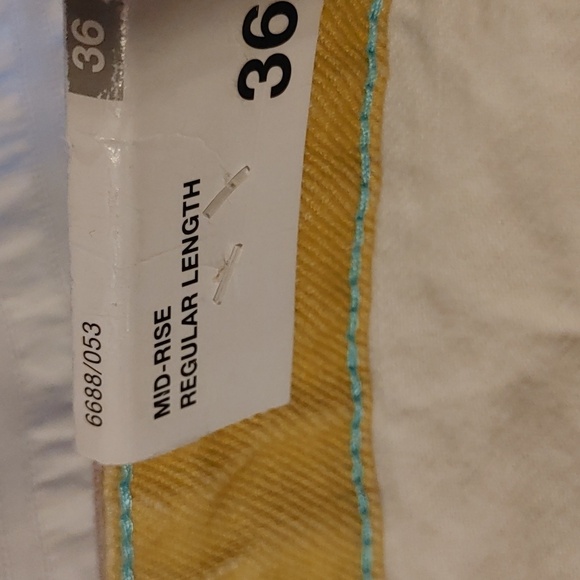 36
36
MID-RISE
REGULAR LENGTH
6688/053